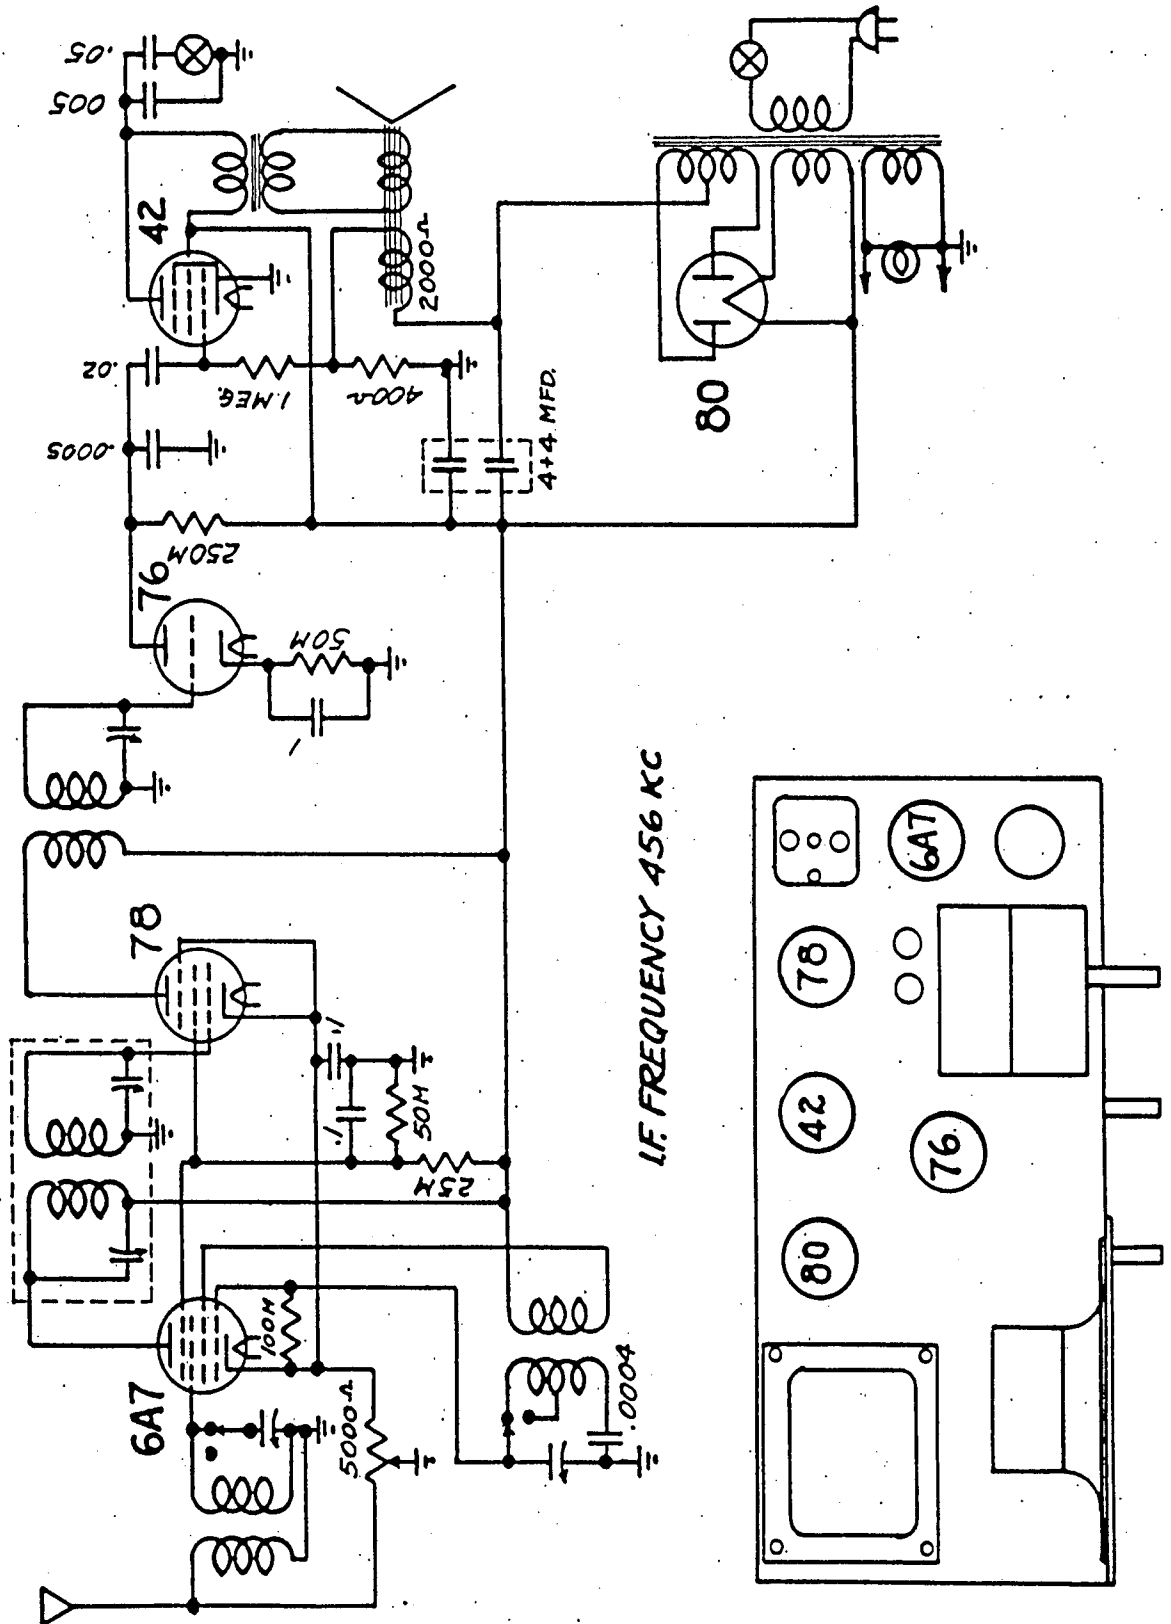 6A7
78
76
42
.05
005
.02
.0005
250M
1 MEG.
400Ω
2000Ω
50M
.1
.1
50M
25M
100M
5000Ω
.0004
4+4 MFD.
80
I.F. FREQUENCY 456 KC
80
42
78
76
6A7